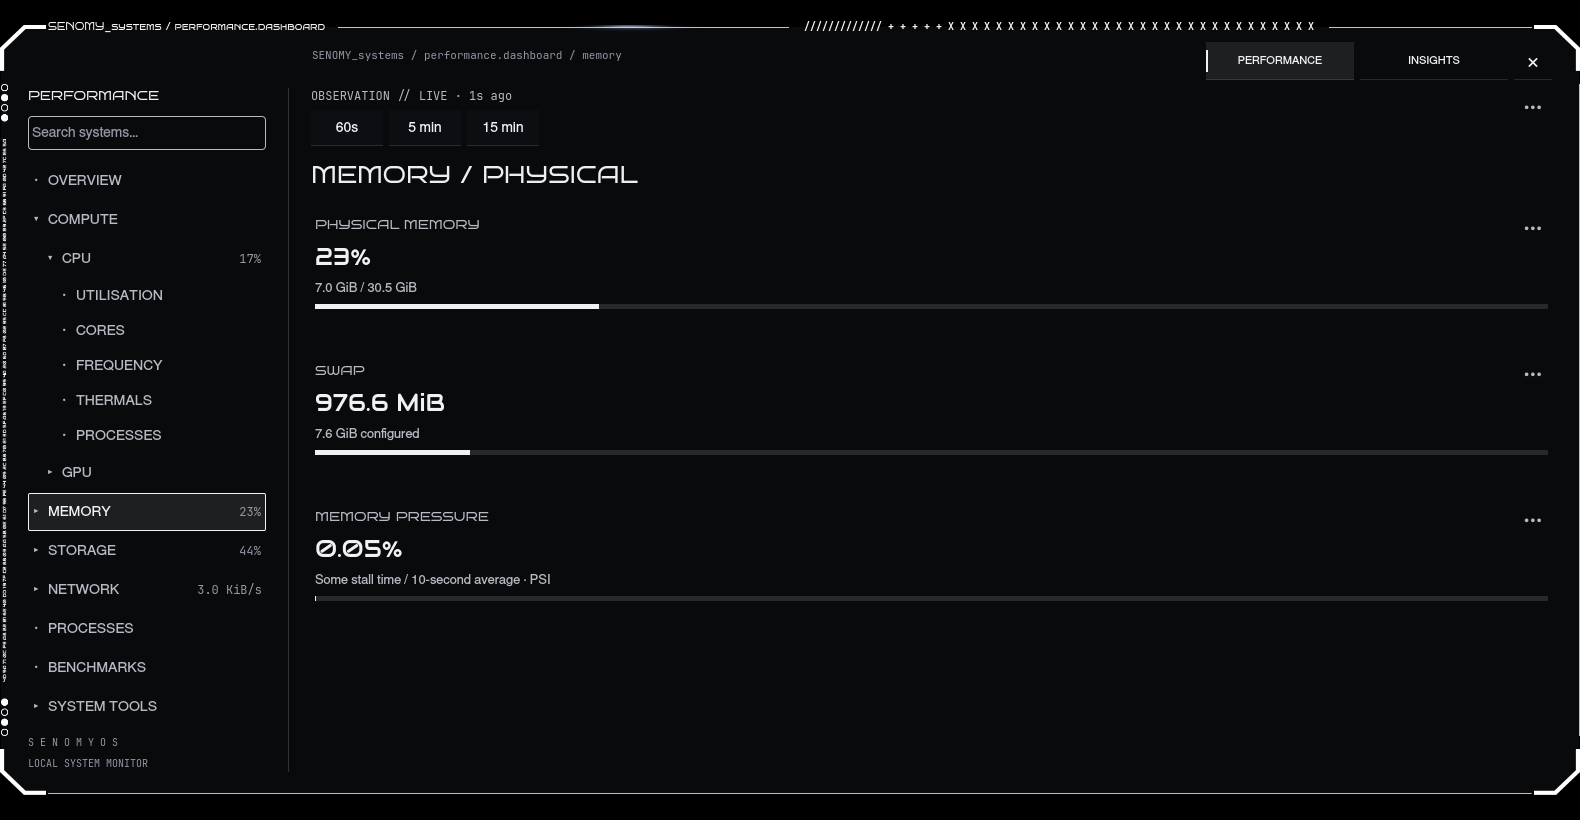 SENOMY_SYSTEMS / PERFORMANCE.DASHBOARD
///////////// + + + + + X X X X X X X X X X X X X X X X X X X X X X X X X X X X X X X
SENOMY_systems / performance.dashboard / memory
PERFORMANCE
INSIGHTS
×
PERFORMANCE
Search systems...
• OVERVIEW
▾ COMPUTE
▾ CPU 17%
• UTILISATION
• CORES
• FREQUENCY
• THERMALS
• PROCESSES
▸ GPU
▸ MEMORY 23%
▸ STORAGE 44%
▸ NETWORK 3.0 KiB/s
• PROCESSES
• BENCHMARKS
▸ SYSTEM TOOLS
SENOMYOS
LOCAL SYSTEM MONITOR
OBSERVATION // LIVE · 1s ago
•••
60s
5 min
15 min
MEMORY / PHYSICAL
PHYSICAL MEMORY
•••
23%
7.0 GiB / 30.5 GiB
SWAP
•••
976.6 MiB
7.6 GiB configured
MEMORY PRESSURE
•••
0.05%
Some stall time / 10-second average · PSI